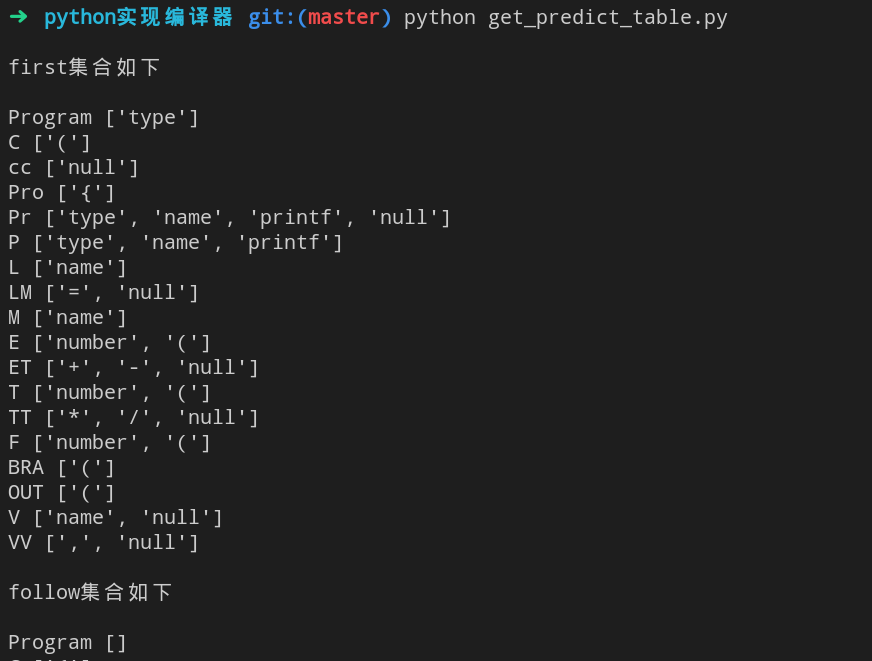 ➜ python实现编译器 git:(master) python get_predict_table.py
first集合如下
Program ['type']
C ['(']
cc ['null']
Pro ['{']
Pr ['type', 'name', 'printf', 'null']
P ['type', 'name', 'printf']
L ['name']
LM ['=', 'null']
M ['name']
E ['number', '(']
ET ['+', '-', 'null']
T ['number', '(']
TT ['*', '/', 'null']
F ['number', '(']
BRA ['(']
OUT ['(']
V ['name', 'null']
VV [',', 'null']
follow集合如下
Program []